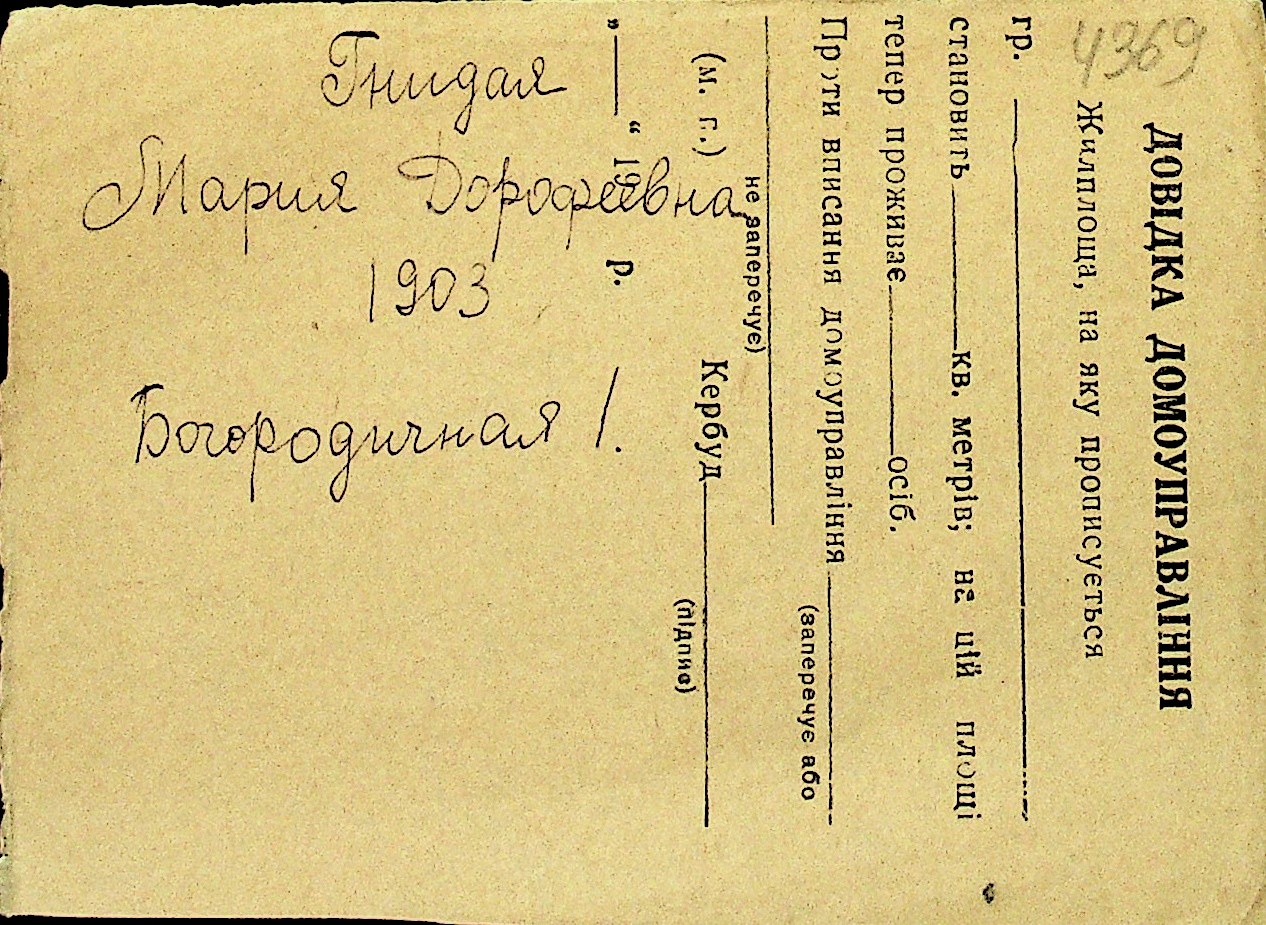 4369
Гнидая
Мария Дорофеевна
1903
Богородичная 1.
ДОВІДКА ДОМОУПРАВЛІННЯ
Жилплоща, на яку прописується
гр.
становить кв. метрів; на цій площі
тепер проживає осіб.
Проти вписання домоуправління
(заперечує або
не заперечує)
(м. п.) Кербуд
(підпис)
„ “ 19 р.